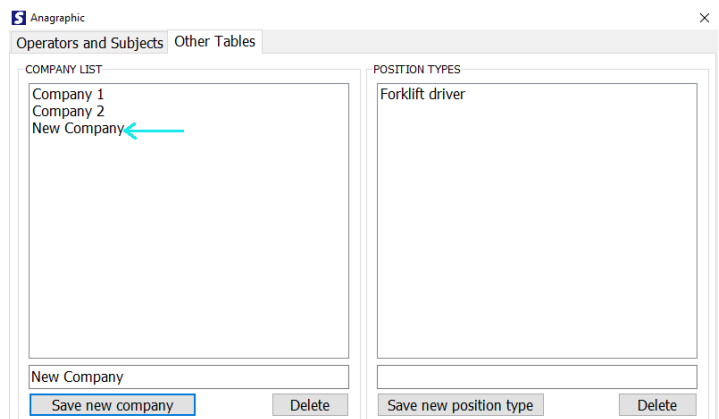 S Anagraphic
Operators and Subjects Other Tables
COMPANY LIST
Company 1
Company 2
New Company
New Company
Save new company Delete
POSITION TYPES
Forklift driver
Save new position type Delete